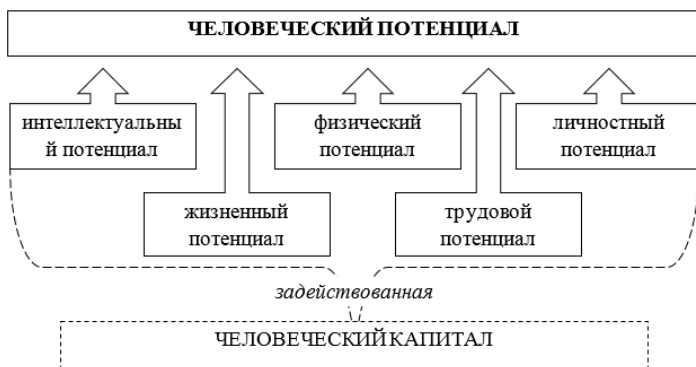 ЧЕЛОВЕЧЕСКИЙ ПОТЕНЦИАЛ
интеллектуальны
й потенциал
физический
потенциал
личностный
потенциал
жизненный
потенциал
трудовой
потенциал
задействованная
ЧЕЛОВЕЧЕСКИЙ КАПИТАЛ